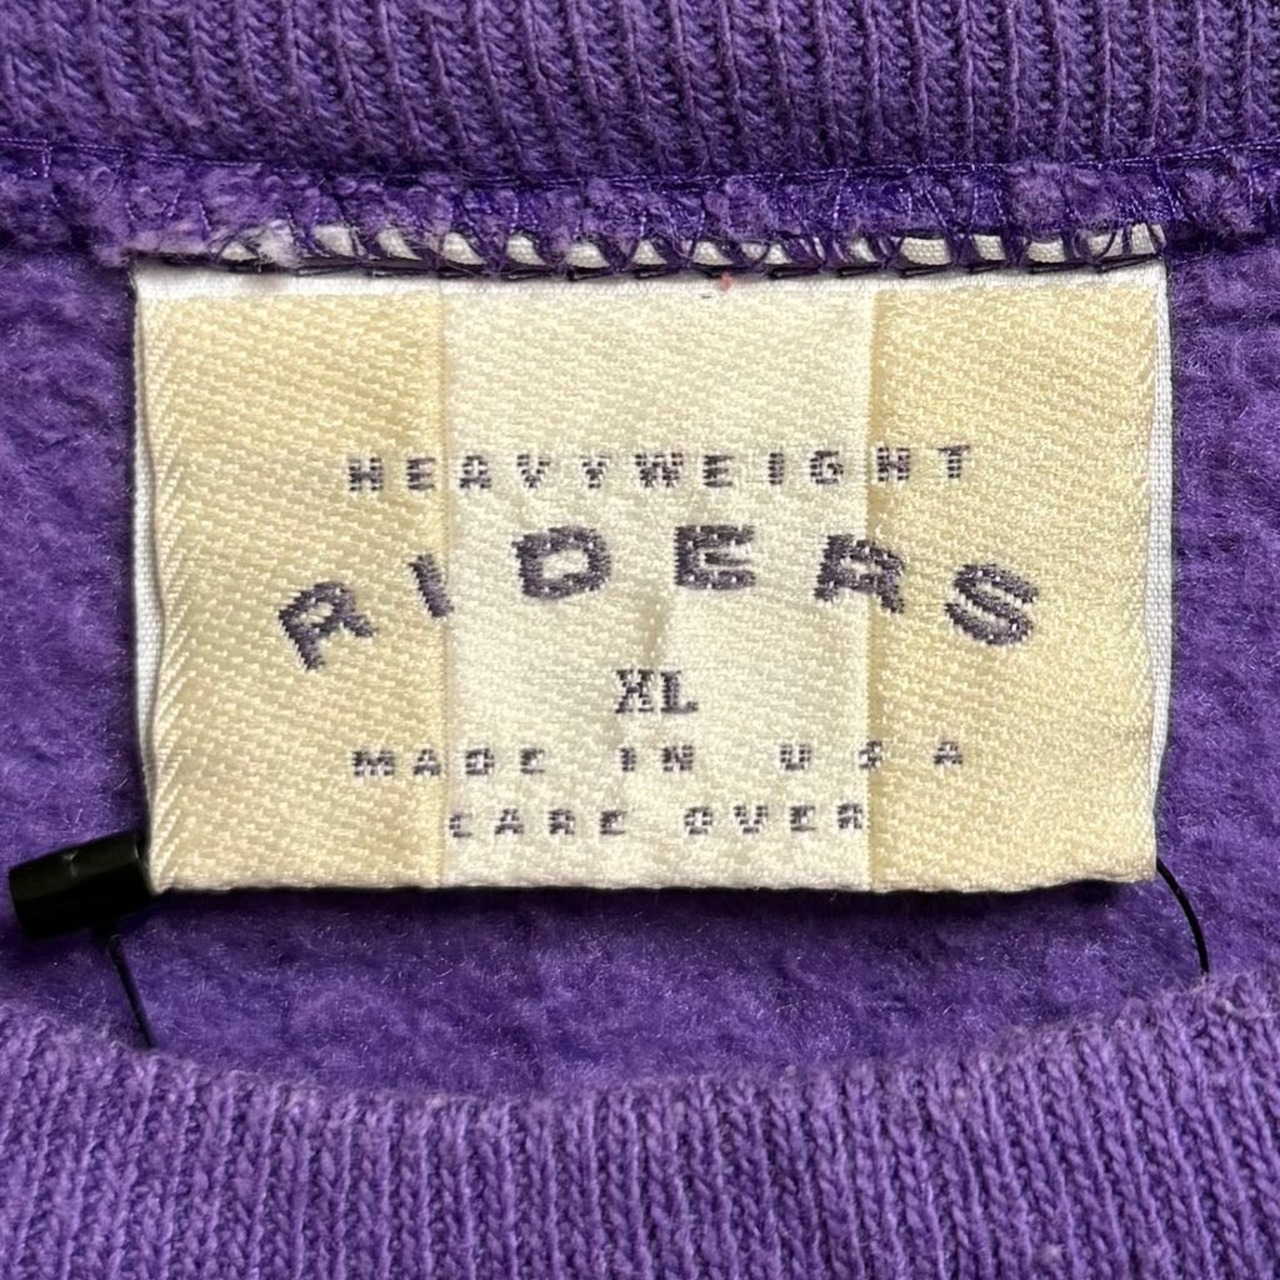 HEAVYWEIGHT
RIDERS
XL
MADE IN USA
CARE OVER